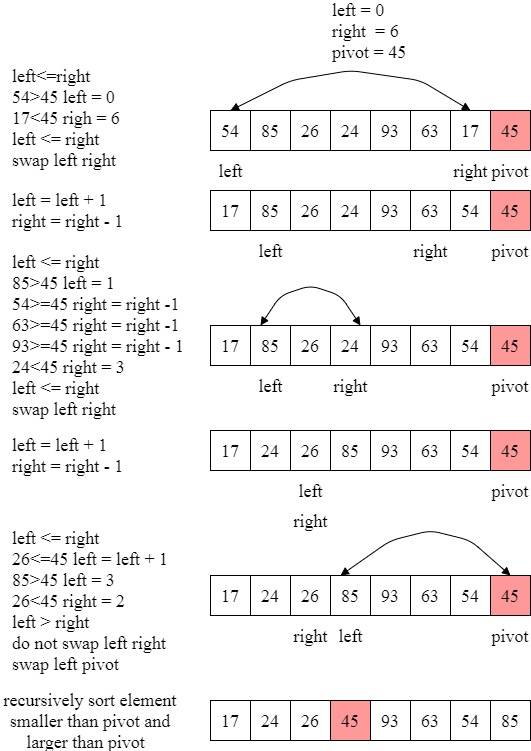 left = 0
right = 6
pivot = 45
left<=right
54>45 left = 0
17<45 righ = 6
left <= right
swap left right
54 85 26 24 93 63 17 45
left right pivot
left = left + 1
right = right - 1
17 85 26 24 93 63 54 45
left right pivot
left <= right
85>45 left = 1
54>=45 right = right -1
63>=45 right = right -1
93>=45 right = right - 1
24<45 right = 3
left <= right
swap left right
17 85 26 24 93 63 54 45
left right pivot
left = left + 1
right = right - 1
17 24 26 85 93 63 54 45
left pivot
right
left <= right
26<=45 left = left + 1
85>45 left = 3
26<45 right = 2
left > right
do not swap left right
swap left pivot
17 24 26 85 93 63 54 45
right left pivot
recursively sort element
smaller than pivot and
larger than pivot
17 24 26 45 93 63 54 85